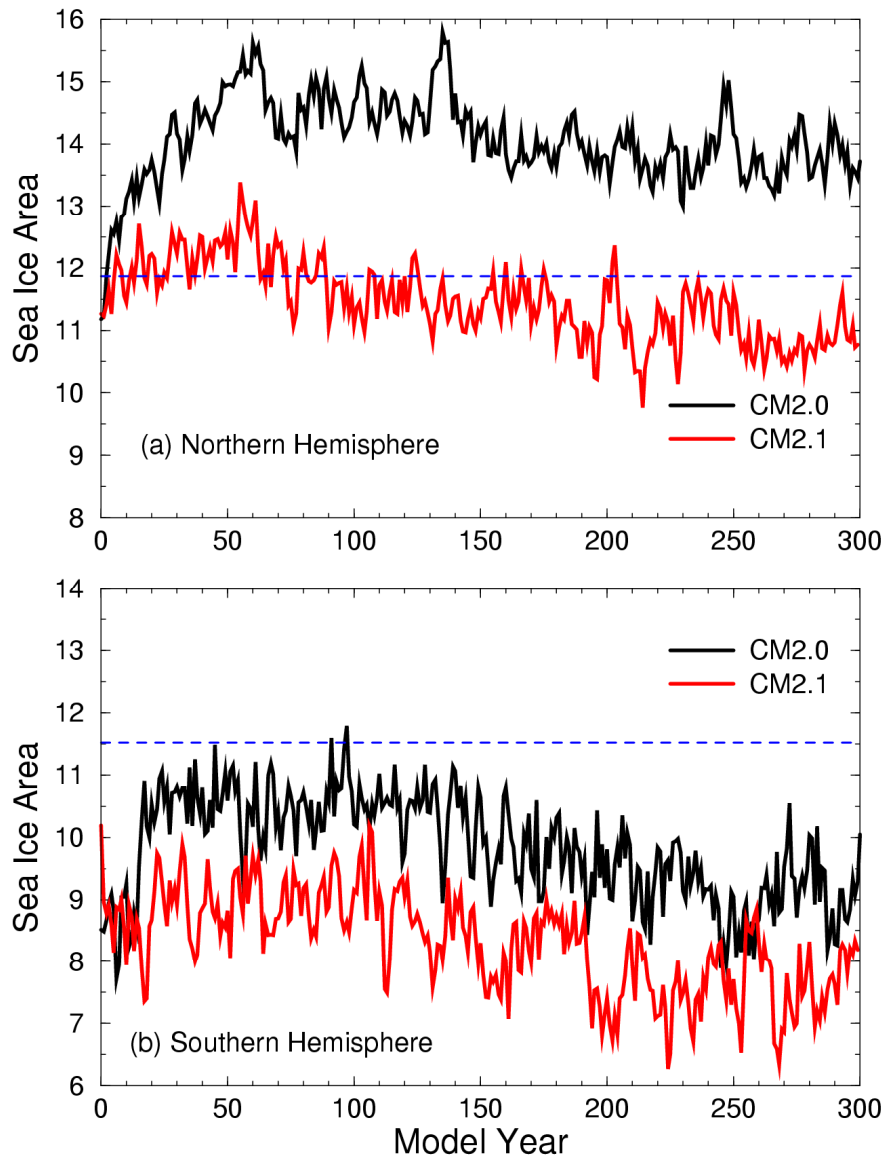 16
15
14
13
12
11
10
9
8
Sea Ice Area
CM2.0
CM2.1
(a) Northern Hemisphere
0 50 100 150 200 250 300
14
13
12
11
10
9
8
7
6
Sea Ice Area
CM2.0
CM2.1
(b) Southern Hemisphere
0 50 100 150 200 250 300
Model Year